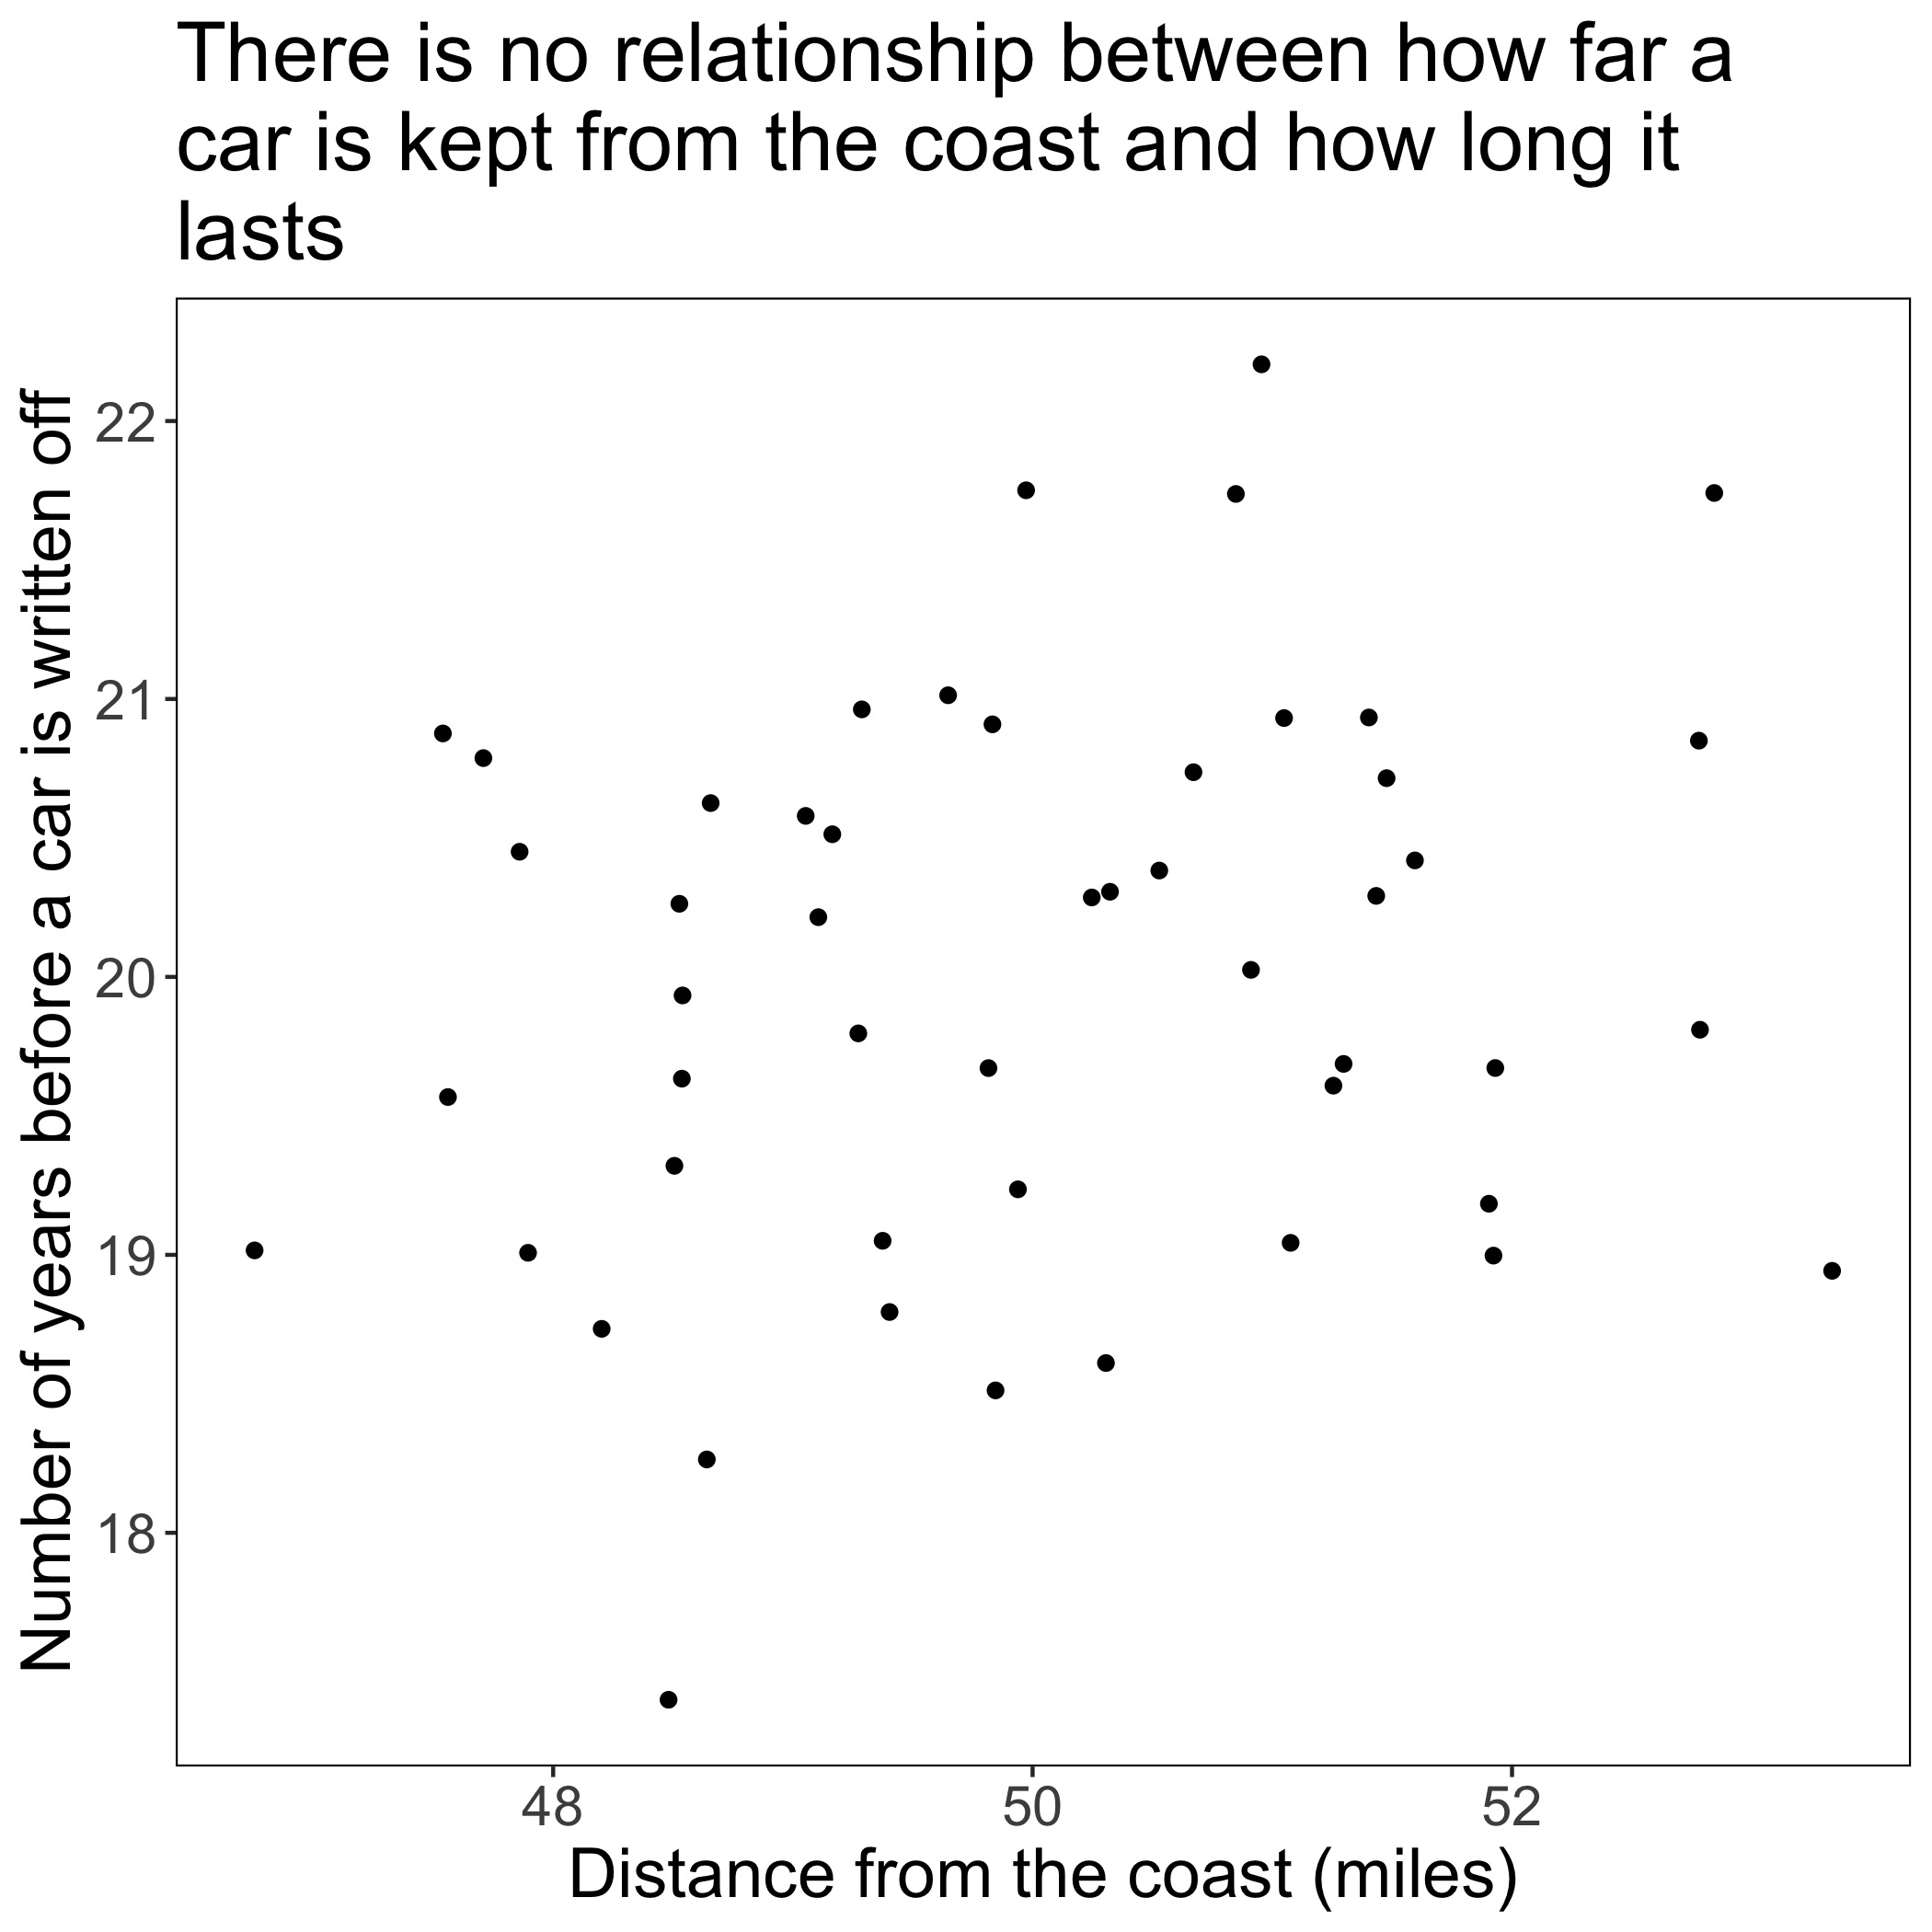 There is no relationship between how far a
car is kept from the coast and how long it
lasts
Number of years before a car is written off
22
21
20
19
18
48
50
52
Distance from the coast (miles)